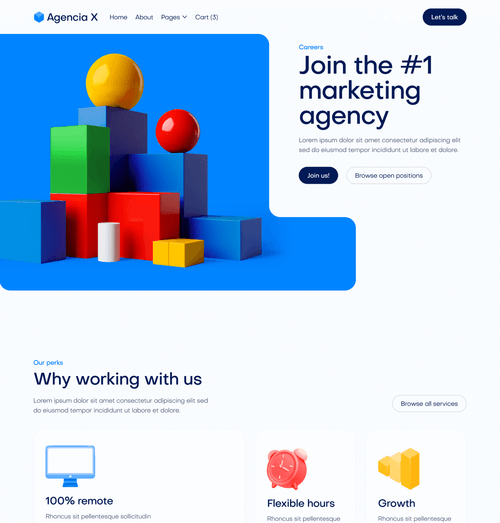 Agencia X
Home About Pages Cart (3)
Let's talk
Careers
Join the #1
marketing
agency
Lorem ipsum dolor sit amet consectetur adipiscing elit
sed do eiusmod tempor incididunt ut labore et dolore.
Join us!
Browse open positions
Our perks
Why working with us
Lorem ipsum dolor sit amet consectetur adipiscing elit sed
do eiusmod tempor incididunt ut labore et dolore.
Browse all services
100% remote
Rhoncus sit pellentesque sollicitudin
Flexible hours
Rhoncus sit pellentesque
Growth
Rhoncus sit pellentesque